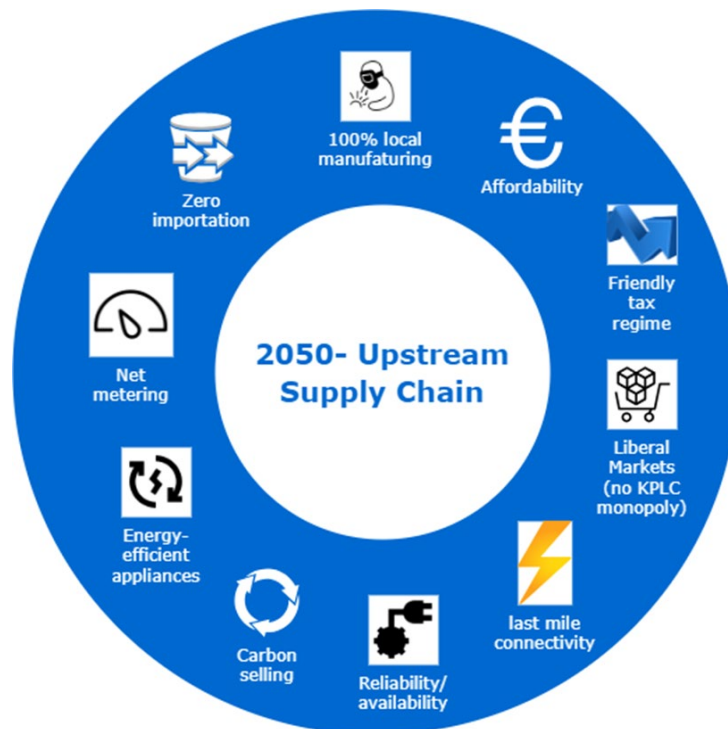 2050- Upstream
Supply Chain
100% local
manufaturing
€
Affordability
Friendly
tax
regime
Liberal
Markets
(no KPLC
monopoly)
last mile
connectivity
Reliability/
availability
Carbon
selling
Energy-
efficient
appliances
Net
metering
Zero
importation